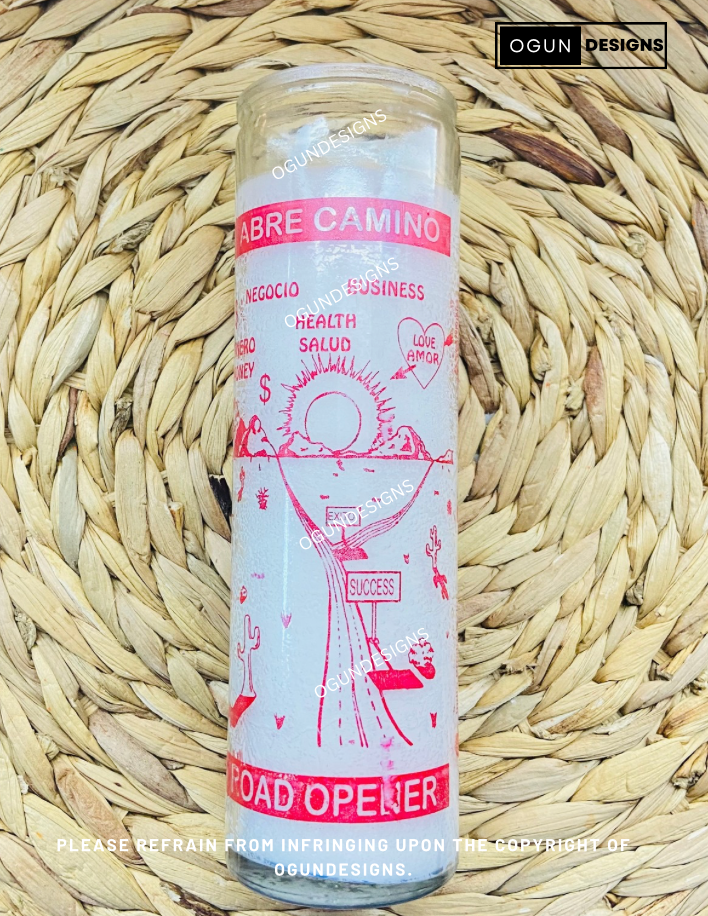 OGUN DESIGNS
OGUNDESIGNS
ABRE CAMINO
OGUNDESIGNS
NEGOCIO BUSINESS
HEALTH
SALUD
LOVE
AMOR
$
OGUNDESIGNS
EXITO
SUCCESS
OGUNDESIGNS
ROAD OPENER
PLEASE REFRAIN FROM INFRINGING UPON THE COPYRIGHT OF
OGUNDESIGNS.